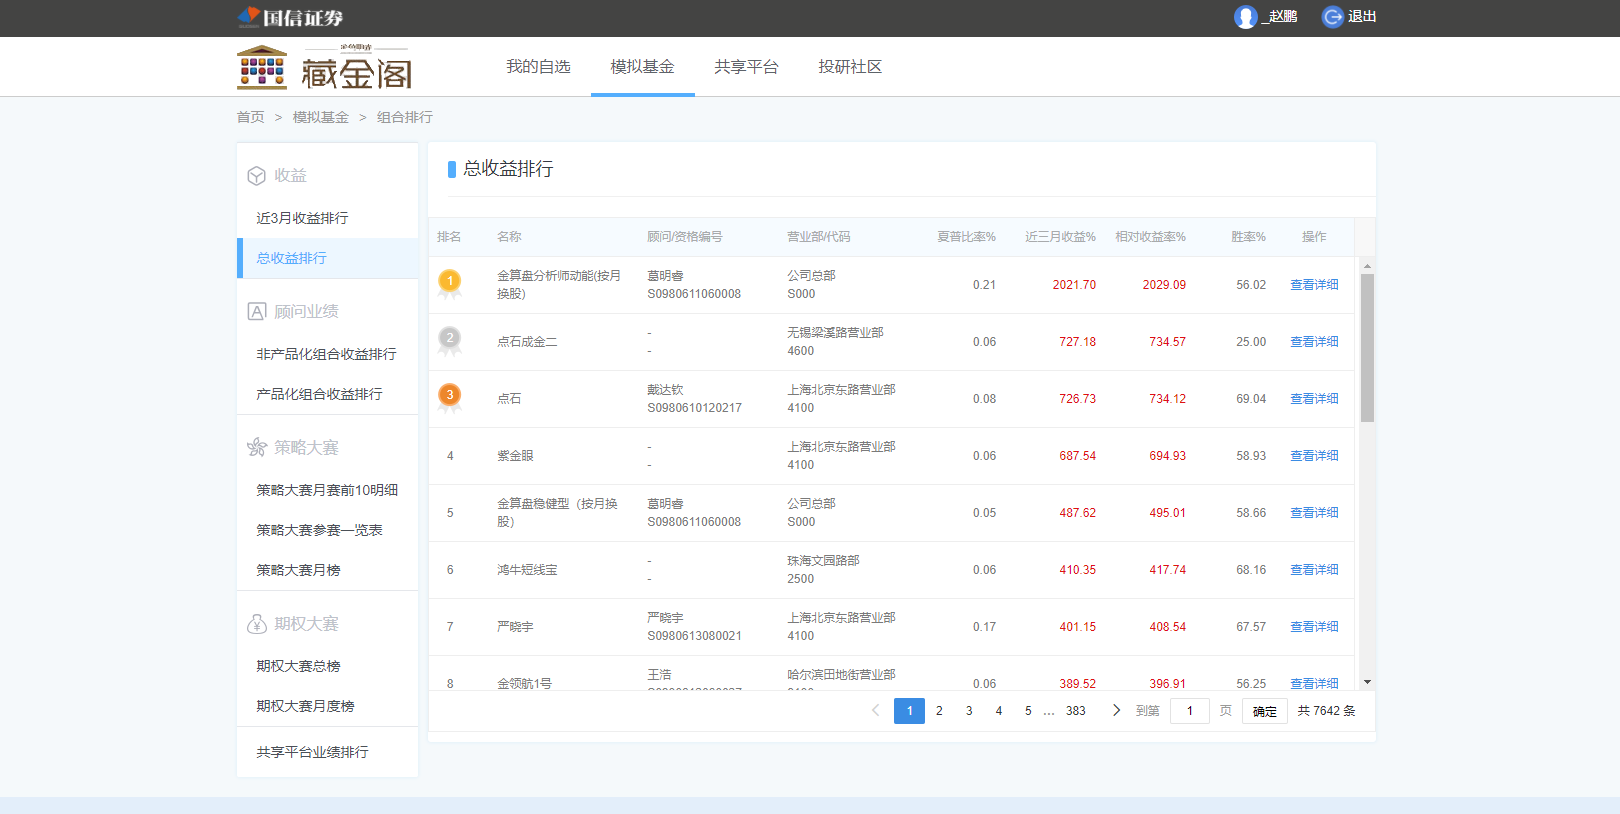 国信证券
_赵鹏
退出
金色阳光
藏金阁
我的自选
模拟基金
共享平台
投研社区
首页 > 模拟基金 > 组合排行
收益
近3月收益排行
总收益排行
顾问业绩
非产品化组合收益排行
产品化组合收益排行
策略大赛
策略大赛月赛前10明细
策略大赛参赛一览表
策略大赛月榜
期权大赛
期权大赛总榜
期权大赛月度榜
共享平台业绩排行
总收益排行
排名 名称 顾问/资格编号 营业部/代码 夏普比率% 近三月收益% 相对收益率% 胜率% 操作
1 金算盘分析师动能(按月换股) 葛明睿 S0980611060008 公司总部 S000 0.21 2021.70 2029.09 56.02 查看详细
2 点石成金二 - - 无锡梁溪路营业部 4600 0.06 727.18 734.57 25.00 查看详细
3 点石 戴达钦 S0980610120217 上海北京东路营业部 4100 0.08 726.73 734.12 69.04 查看详细
4 紫金眼 - - 上海北京东路营业部 4100 0.06 687.54 694.93 58.93 查看详细
5 金算盘稳健型（按月换股） 葛明睿 S0980611060008 公司总部 S000 0.05 487.62 495.01 58.66 查看详细
6 鸿牛短线宝 - - 珠海文园路部 2500 0.06 410.35 417.74 68.16 查看详细
7 严晓宇 严晓宇 S0980613080021 上海北京东路营业部 4100 0.17 401.15 408.54 67.57 查看详细
8 金领航1号 王浩 哈尔滨田地街营业部 0.06 389.52 396.91 56.25 查看详细
1 2 3 4 5 ... 383 到第 1 页 确定 共 7642 条